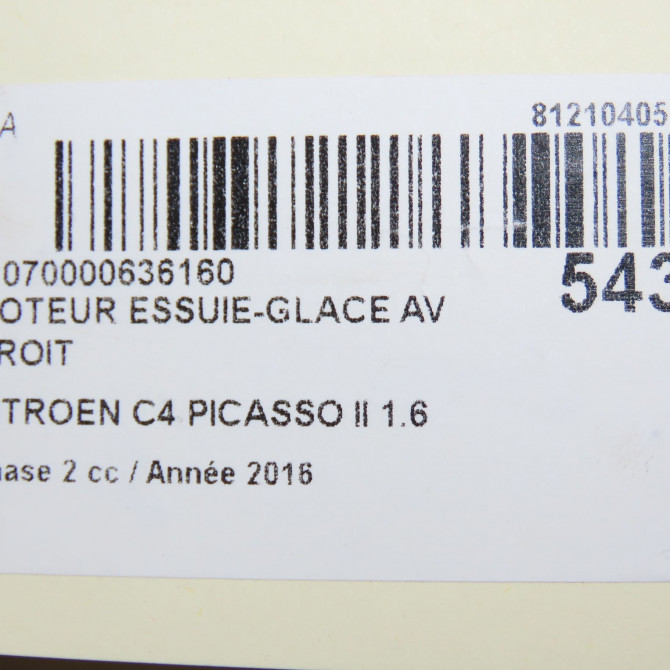 A
81210405
070000636160
543
OTEUR ESSUIE-GLACE AV
ROIT
TROEN C4 PICASSO II 1.6
hase 2 cc / Année 2016